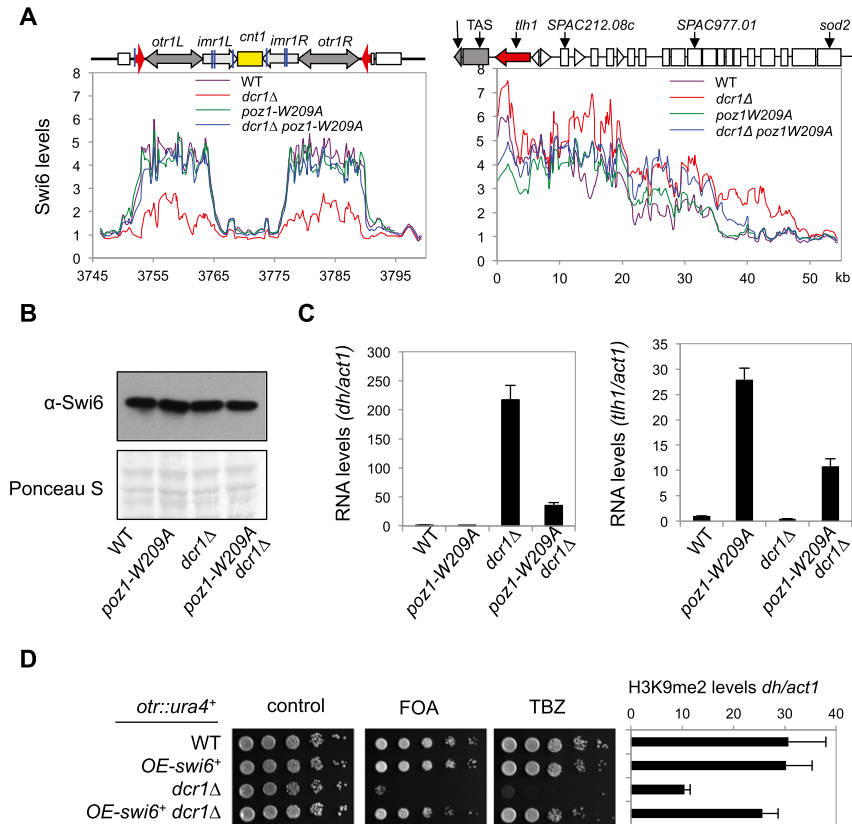 A
otr1L imr1L cnt1 imr1R otr1R
TAS tlh1 SPAC212.08c SPAC977.01 sod2
Swi6 levels
8
7
6
5
4
3
2
1
0
3745 3755 3765 3775 3785 3795
WT
dcr1Δ
poz1-W209A
dcr1Δ poz1-W209A
8
7
6
5
4
3
2
1
0
0 10 20 30 40 50 kb
WT
dcr1Δ
poz1W209A
dcr1Δ poz1W209A
B
α-Swi6
Ponceau S
WT
poz1-W209A
dcr1Δ
poz1-W209A
dcr1Δ
C
RNA levels (dh/act1)
300
250
200
150
100
50
0
WT
poz1-W209A
dcr1Δ
poz1-W209A
dcr1Δ
RNA levels (tlh1/act1)
35
30
25
20
15
10
5
0
WT
poz1-W209A
dcr1Δ
poz1-W209A
dcr1Δ
D
otr::ura4+
control FOA TBZ
H3K9me2 levels dh/act1
0 10 20 30 40
WT
OE-swi6+
dcr1Δ
OE-swi6+ dcr1Δ